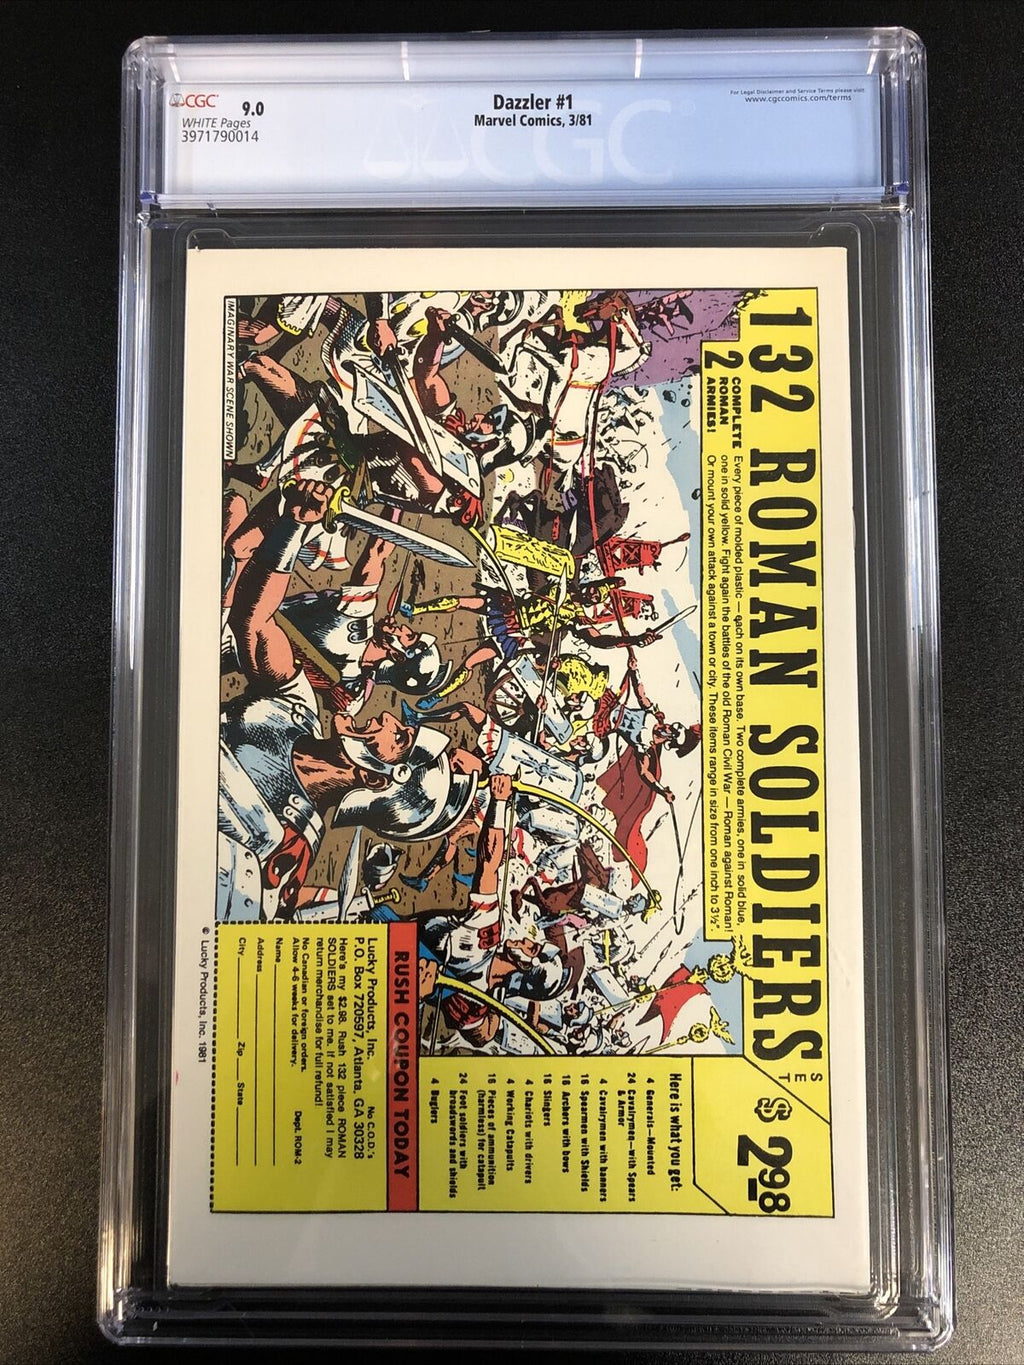 CGC
9.0
WHITE Pages
3971790014
Dazzler #1
Marvel Comics, 3/81
For Legal Disclaimer and Service Terms please visit
www.cgccomics.com/terms
CGC
132 ROMAN SOLDIERS
SET
$298
2
COMPLETE
ROMAN
ARMIES!
Every piece of molded plastic — each on its own base. Two complete armies, one in solid blue,
one in solid yellow. Fight again the battles of the old Roman Civil War — Roman against Roman!
Or mount your own attack against a town or city. These items range in size from one inch to 3½".
IMAGINARY WAR SCENE SHOWN
Here is what you get:
4 Generals—Mounted
24 Cavalrymen—with Spears
& Armor
4 Cavalrymen with banners
16 Spearmen with Shields
16 Archers with bows
16 Slingers
4 Chariots with drivers
4 Working Catapults
16 Pieces of ammunition
(harmless) for catapult
24 Foot soldiers with
broadswords and shields
4 Buglers
RUSH COUPON TODAY
Lucky Products, Inc. No C.O.D.'s
P.O. Box 720597, Atlanta, GA 30328
Here's my $2.98. Rush 132 piece ROMAN
SOLDIERS set to me. If not satisfied I may
return merchandise for full refund!
No Canadian or foreign orders.
Allow 4-6 weeks for delivery. Dept. ROM-2
Name
Address
City Zip State
© Lucky Products, Inc. 1981